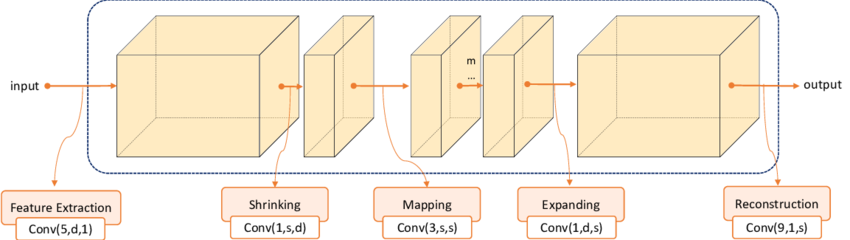 m
...
input
output
Feature Extraction
Conv(5,d,1)
Shrinking
Conv(1,s,d)
Mapping
Conv(3,s,s)
Expanding
Conv(1,d,s)
Reconstruction
Conv(9,1,s)